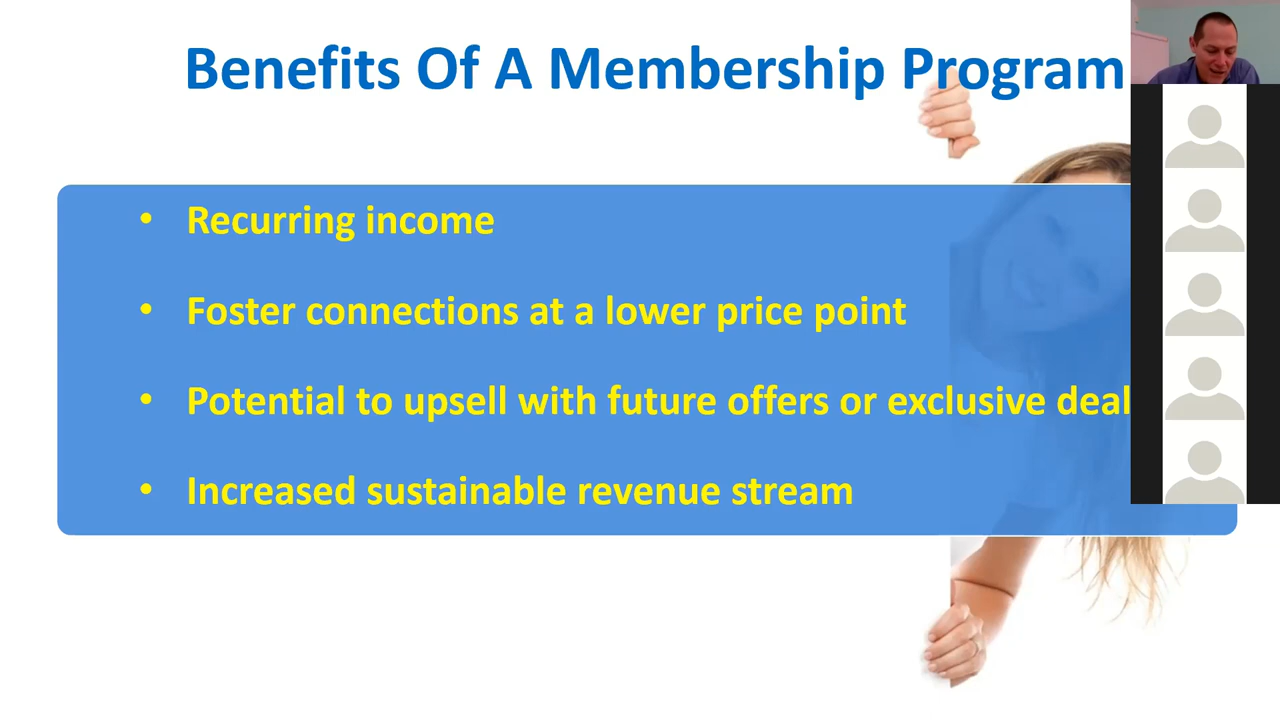 Benefits Of A Membership Program
• Recurring income
• Foster connections at a lower price point
• Potential to upsell with future offers or exclusive deal
• Increased sustainable revenue stream